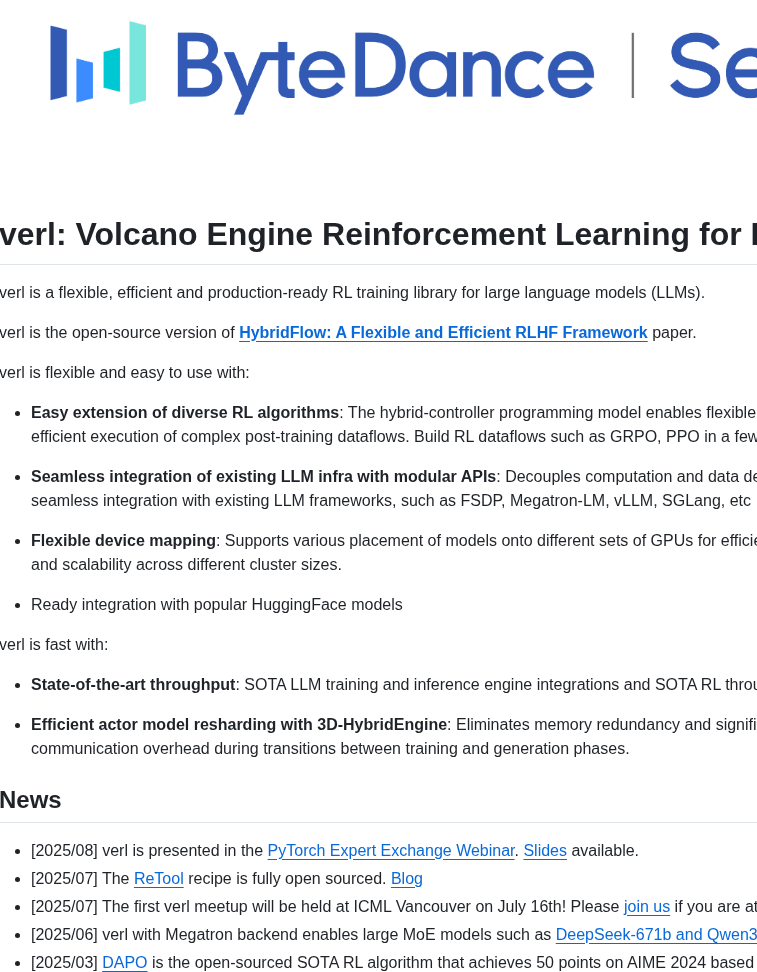 ByteDance | Se
verl: Volcano Engine Reinforcement Learning for
verl is a flexible, efficient and production-ready RL training library for large language models (LLMs).
verl is the open-source version of HybridFlow: A Flexible and Efficient RLHF Framework paper.
verl is flexible and easy to use with:
Easy extension of diverse RL algorithms: The hybrid-controller programming model enables flexible
efficient execution of complex post-training dataflows. Build RL dataflows such as GRPO, PPO in a few
Seamless integration of existing LLM infra with modular APIs: Decouples computation and data de
seamless integration with existing LLM frameworks, such as FSDP, Megatron-LM, vLLM, SGLang, etc
Flexible device mapping: Supports various placement of models onto different sets of GPUs for efficie
and scalability across different cluster sizes.
Ready integration with popular HuggingFace models
verl is fast with:
State-of-the-art throughput: SOTA LLM training and inference engine integrations and SOTA RL throu
Efficient actor model resharding with 3D-HybridEngine: Eliminates memory redundancy and signifi
communication overhead during transitions between training and generation phases.
News
[2025/08] verl is presented in the PyTorch Expert Exchange Webinar. Slides available.
[2025/07] The ReTool recipe is fully open sourced. Blog
[2025/07] The first verl meetup will be held at ICML Vancouver on July 16th! Please join us if you are at
[2025/06] verl with Megatron backend enables large MoE models such as DeepSeek-671b and Qwen3
[2025/03] DAPO is the open-sourced SOTA RL algorithm that achieves 50 points on AIME 2024 based